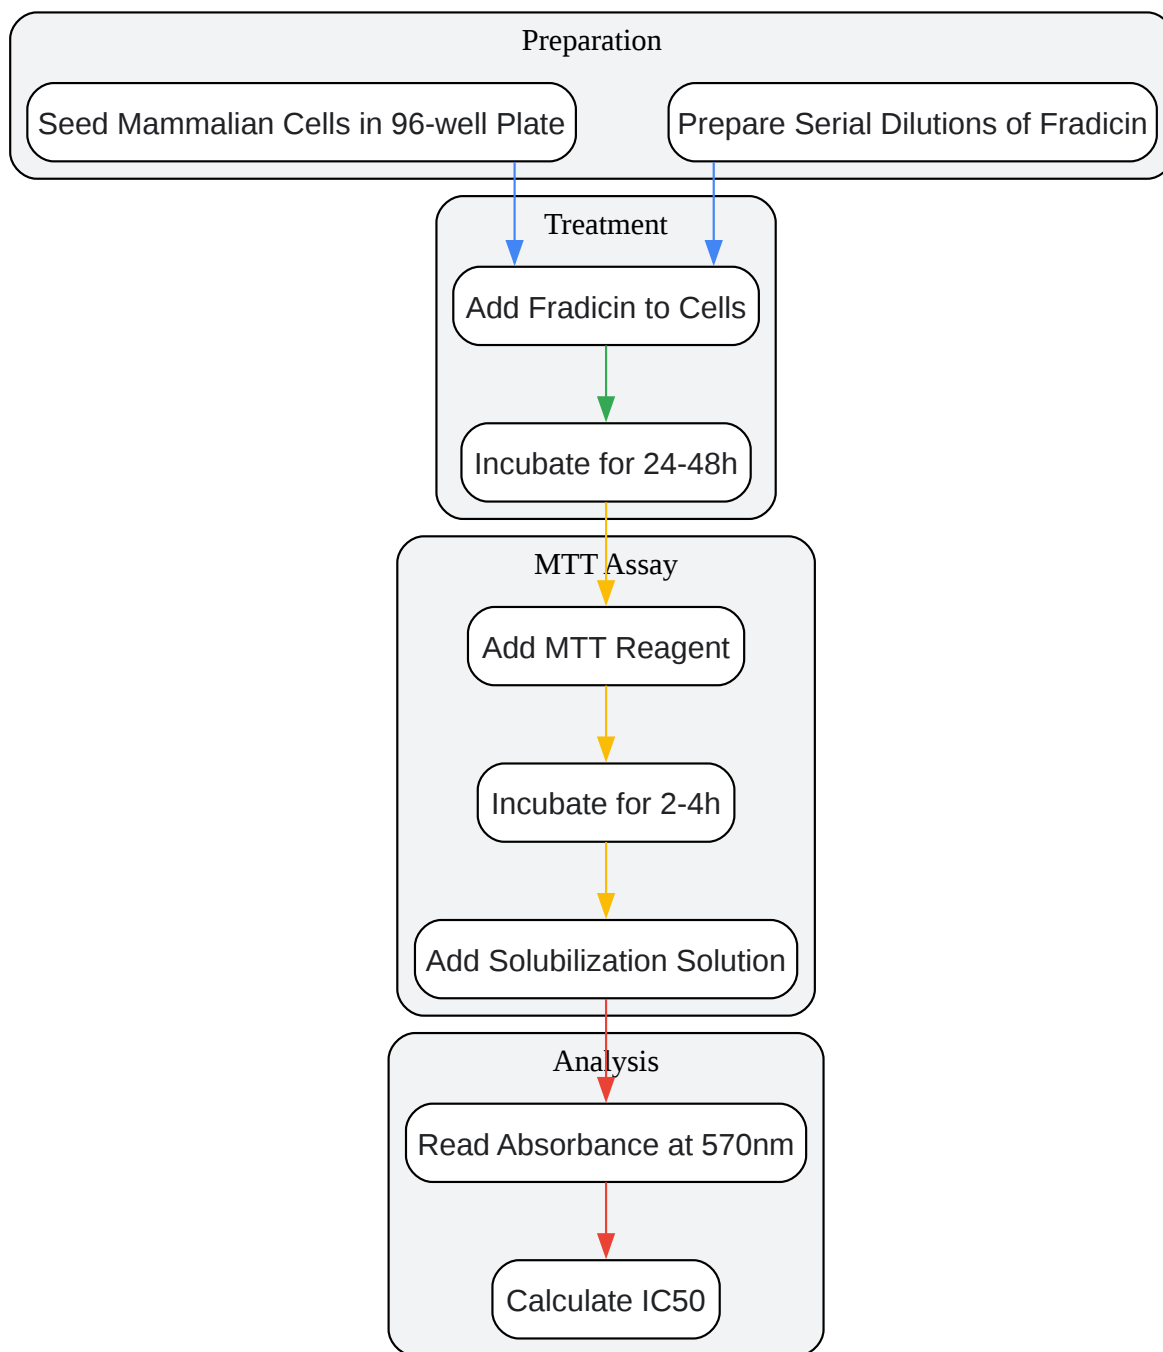 Preparation
Seed Mammalian Cells in 96-well Plate
Prepare Serial Dilutions of Fradicin
Treatment
Add Fradicin to Cells
Incubate for 24-48h
MTT Assay
Add MTT Reagent
Incubate for 2-4h
Add Solubilization Solution
Analysis
Read Absorbance at 570nm
Calculate IC50